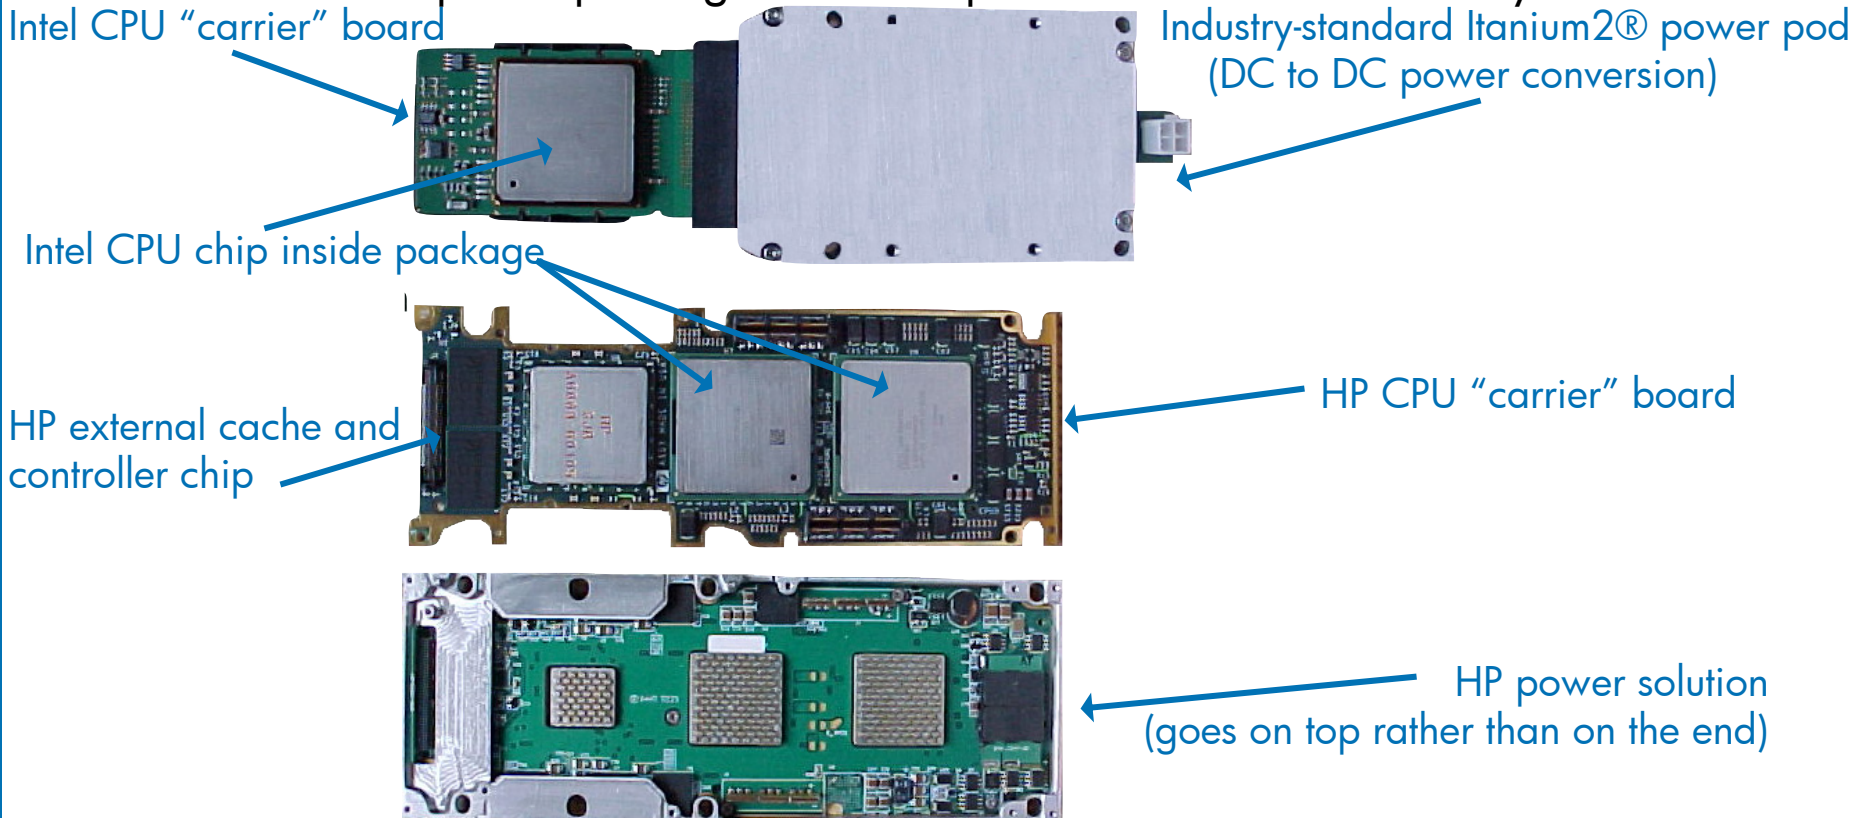 Intel CPU “carrier” board
Industry-standard Itanium2® power pod
(DC to DC power conversion)
Intel CPU chip inside package
HP CPU “carrier” board
HP external cache and
controller chip
HP power solution
(goes on top rather than on the end)